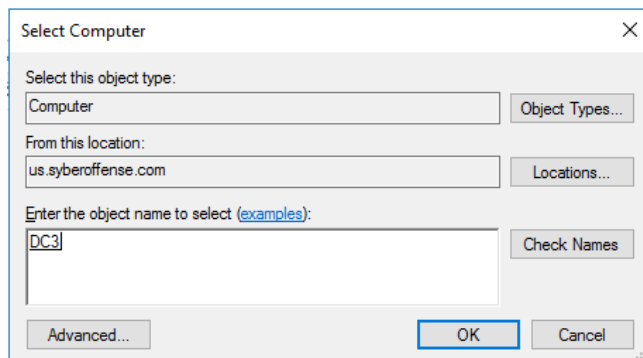 Select Computer
Select this object type:
Computer
Object Types...
From this location:
us.syberoffense.com
Locations...
Enter the object name to select (examples):
DC3
Check Names
Advanced...
OK
Cancel